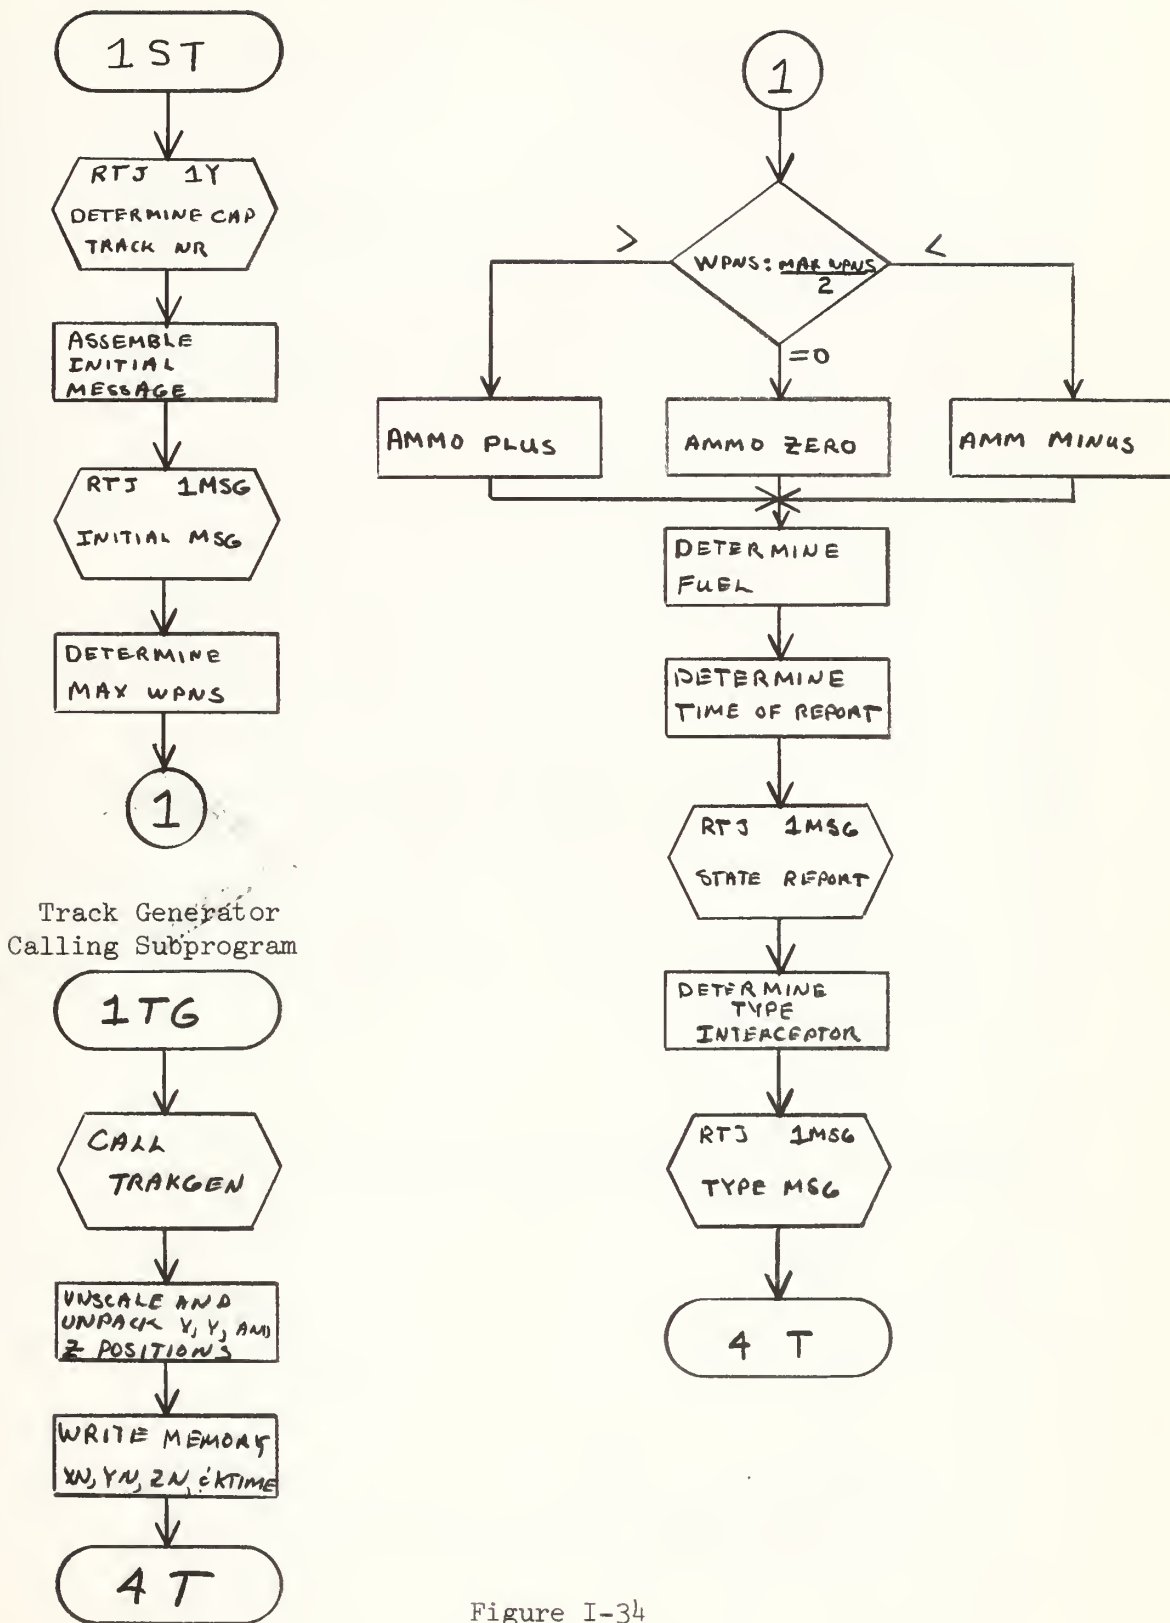 1ST
RTJ 1Y
DETERMINE CAP
TRACK NR
ASSEMBLE
INITIAL
MESSAGE
RTJ 1MSG
INITIAL MSG
DETERMINE
MAX WPNS
1
Track Generator
Calling Subprogram
1TG
CALL
TRAKGEN
UNSCALE AND
UNPACK Y, Y, AND
Z POSITIONS
WRITE MEMORY
XN, YN, ZN, &KTIME
4 T
1
> <
WPNS: MAX WPNS
2
=0
AMMO PLUS
AMMO ZERO
AMM MINUS
DETERMINE
FUEL
DETERMINE
TIME OF REPORT
RTJ 1MSG
STATE REPORT
DETERMINE
TYPE
INTERCEPTOR
RTJ 1MSG
TYPE MSG
4 T
Figure I-34